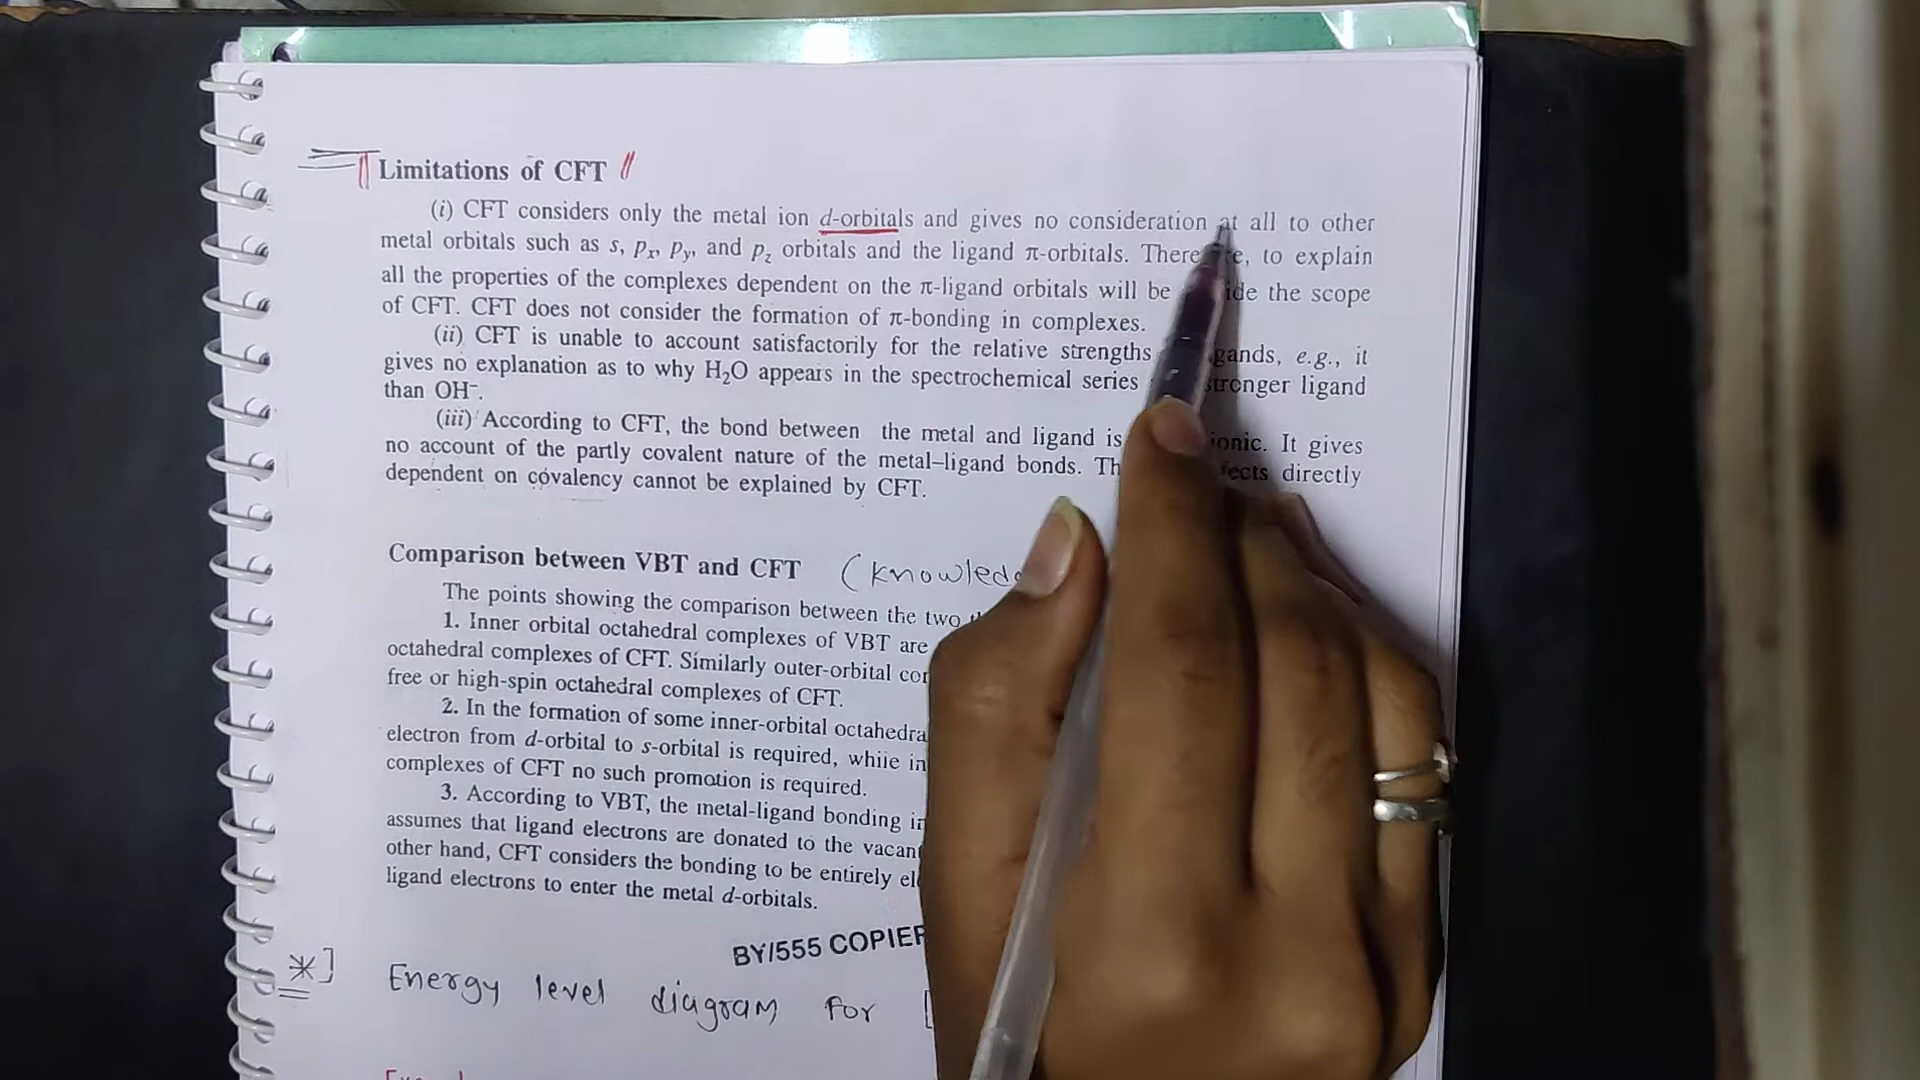 Limitations of CFT
(i) CFT considers only the metal ion d-orbitals and gives no consideration at all to other
metal orbitals such as s, px, py, and pz orbitals and the ligand π-orbitals. There e, to explain
all the properties of the complexes dependent on the π-ligand orbitals will be ide the scope
of CFT. CFT does not consider the formation of π-bonding in complexes.
(ii) CFT is unable to account satisfactorily for the relative strengths gands, e.g., it
gives no explanation as to why H₂O appears in the spectrochemical series stronger ligand
than OH⁻.
(iii) According to CFT, the bond between the metal and ligand is ionic. It gives
no account of the partly covalent nature of the metal–ligand bonds. Th fects directly
dependent on covalency cannot be explained by CFT.
Comparison between VBT and CFT (Knowled
The points showing the comparison between the two
1. Inner orbital octahedral complexes of VBT are
octahedral complexes of CFT. Similarly outer-orbital cor
free or high-spin octahedral complexes of CFT.
2. In the formation of some inner-orbital octahedra
electron from d-orbital to s-orbital is required, while in
complexes of CFT no such promotion is required.
3. According to VBT, the metal-ligand bonding in
assumes that ligand electrons are donated to the vacant
other hand, CFT considers the bonding to be entirely el
ligand electrons to enter the metal d-orbitals.
BY/555 COPIER
*] Energy level diagram for [